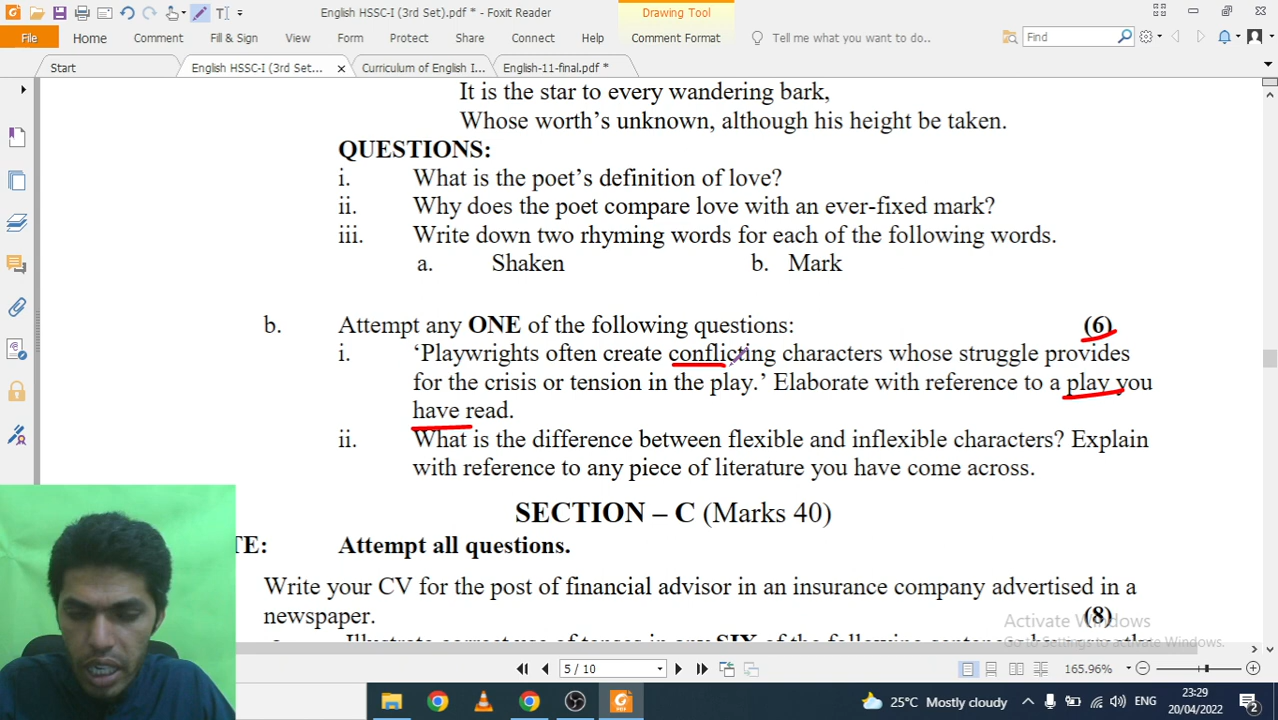 English HSSC-I (3rd Set).pdf * - Foxit Reader
Drawing Tool
File Home Comment Fill & Sign View Form Protect Share Connect Help Comment Format Tell me what you want to do.. Find
Start English HSSC-I (3rd Set... Curriculum of English I... English-11-final.pdf *
It is the star to every wandering bark,
Whose worth's unknown, although his height be taken.
QUESTIONS:
i. What is the poet's definition of love?
ii. Why does the poet compare love with an ever-fixed mark?
iii. Write down two rhyming words for each of the following words.
a. Shaken b. Mark
b. Attempt any ONE of the following questions: (6)
i. 'Playwrights often create conflicting characters whose struggle provides
for the crisis or tension in the play.' Elaborate with reference to a play you
have read.
ii. What is the difference between flexible and inflexible characters? Explain
with reference to any piece of literature you have come across.
SECTION – C (Marks 40)
TE: Attempt all questions.
Write your CV for the post of financial advisor in an insurance company advertised in a
newspaper. (8)
Activate Windows
Go to Settings to activate Windows.
5 / 10 165.96%
25°C Mostly cloudy ENG 23:29
20/04/2022 2